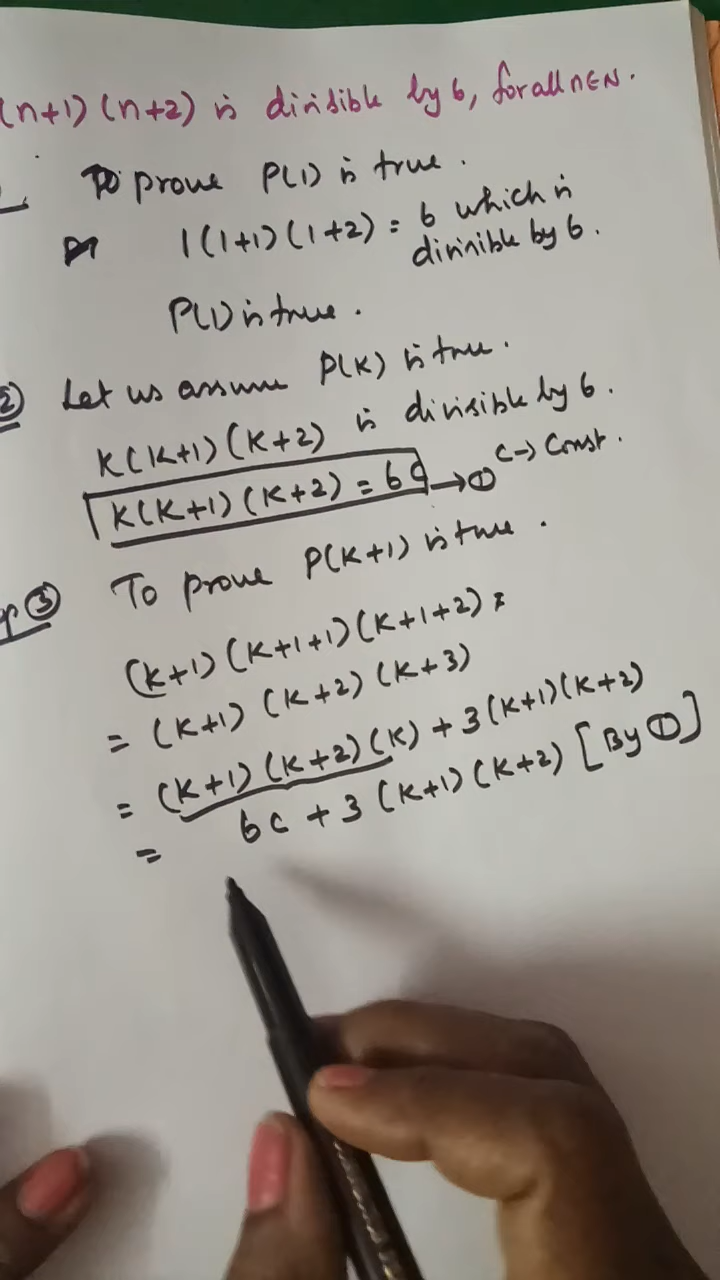 (n+1) (n+2) is divisible by 6, for all n∈N.
To prove P(1) is true.
1(1+1)(1+2) = 6 which is
divisible by 6.
P(1) is true.
② Let us assume P(K) is true.
K(K+1)(K+2) is divisible by 6.
K(K+1)(K+2) = 6C → ① C → Const.
p ③ To prove P(K+1) is true.
(K+1)(K+1+1)(K+1+2) =
= (K+1) (K+2) (K+3)
= (K+1) (K+2) (K) + 3(K+1)(K+2)
= 6C + 3 (K+1) (K+2) [By ①]